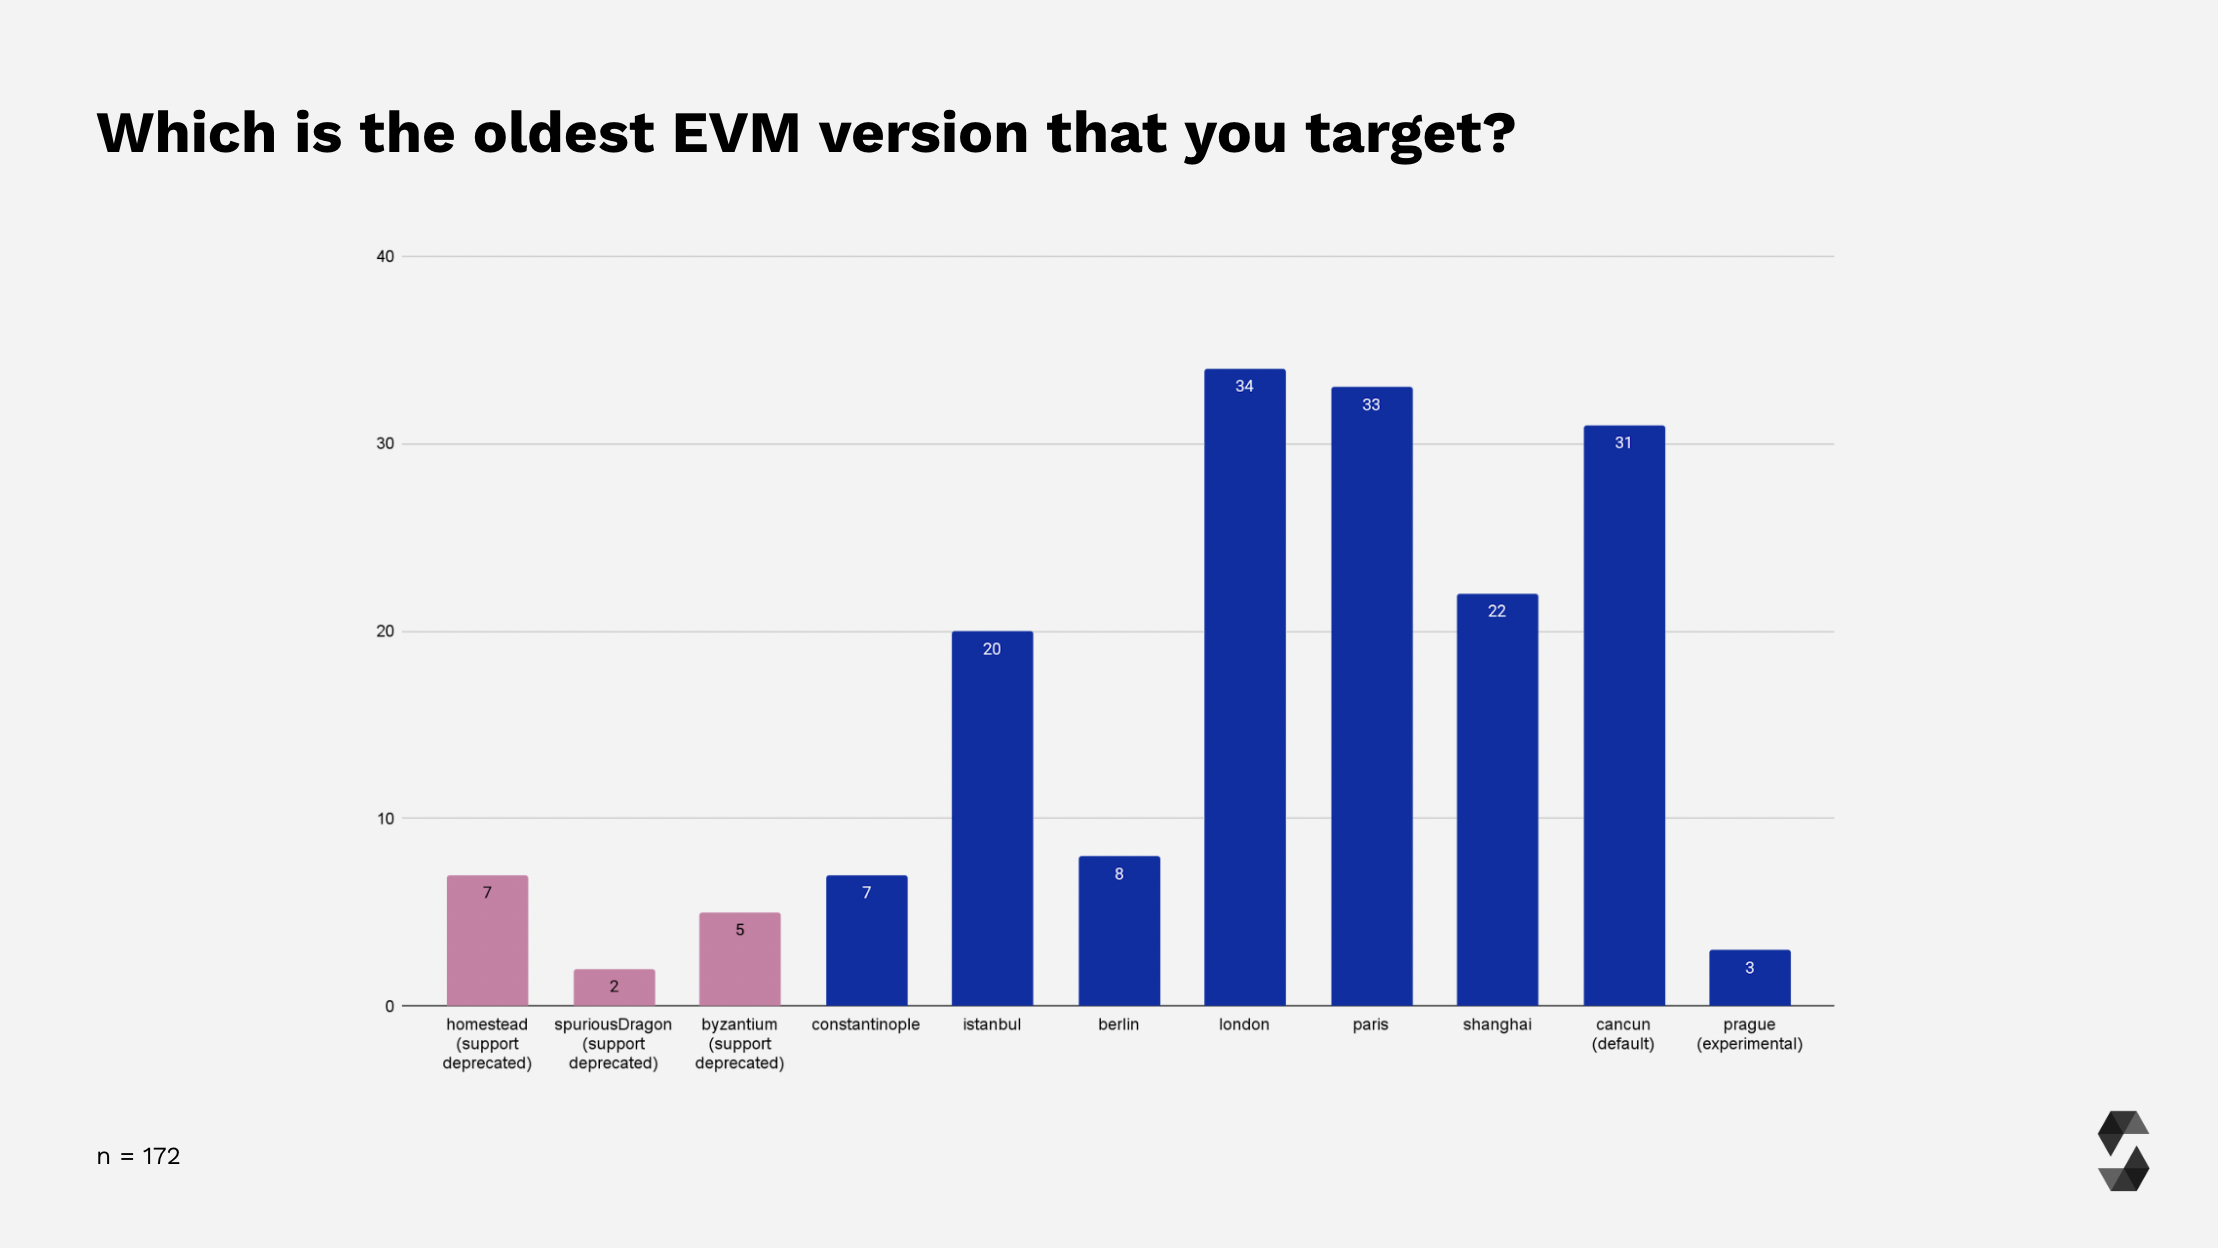 Which is the oldest EVM version that you target?
40
30
20
10
0
7
2
5
7
20
8
34
33
22
31
3
homestead
(support
deprecated)
spuriousDragon
(support
deprecated)
byzantium
(support
deprecated)
constantinople
istanbul
berlin
london
paris
shanghai
cancun
(default)
prague
(experimental)
n = 172